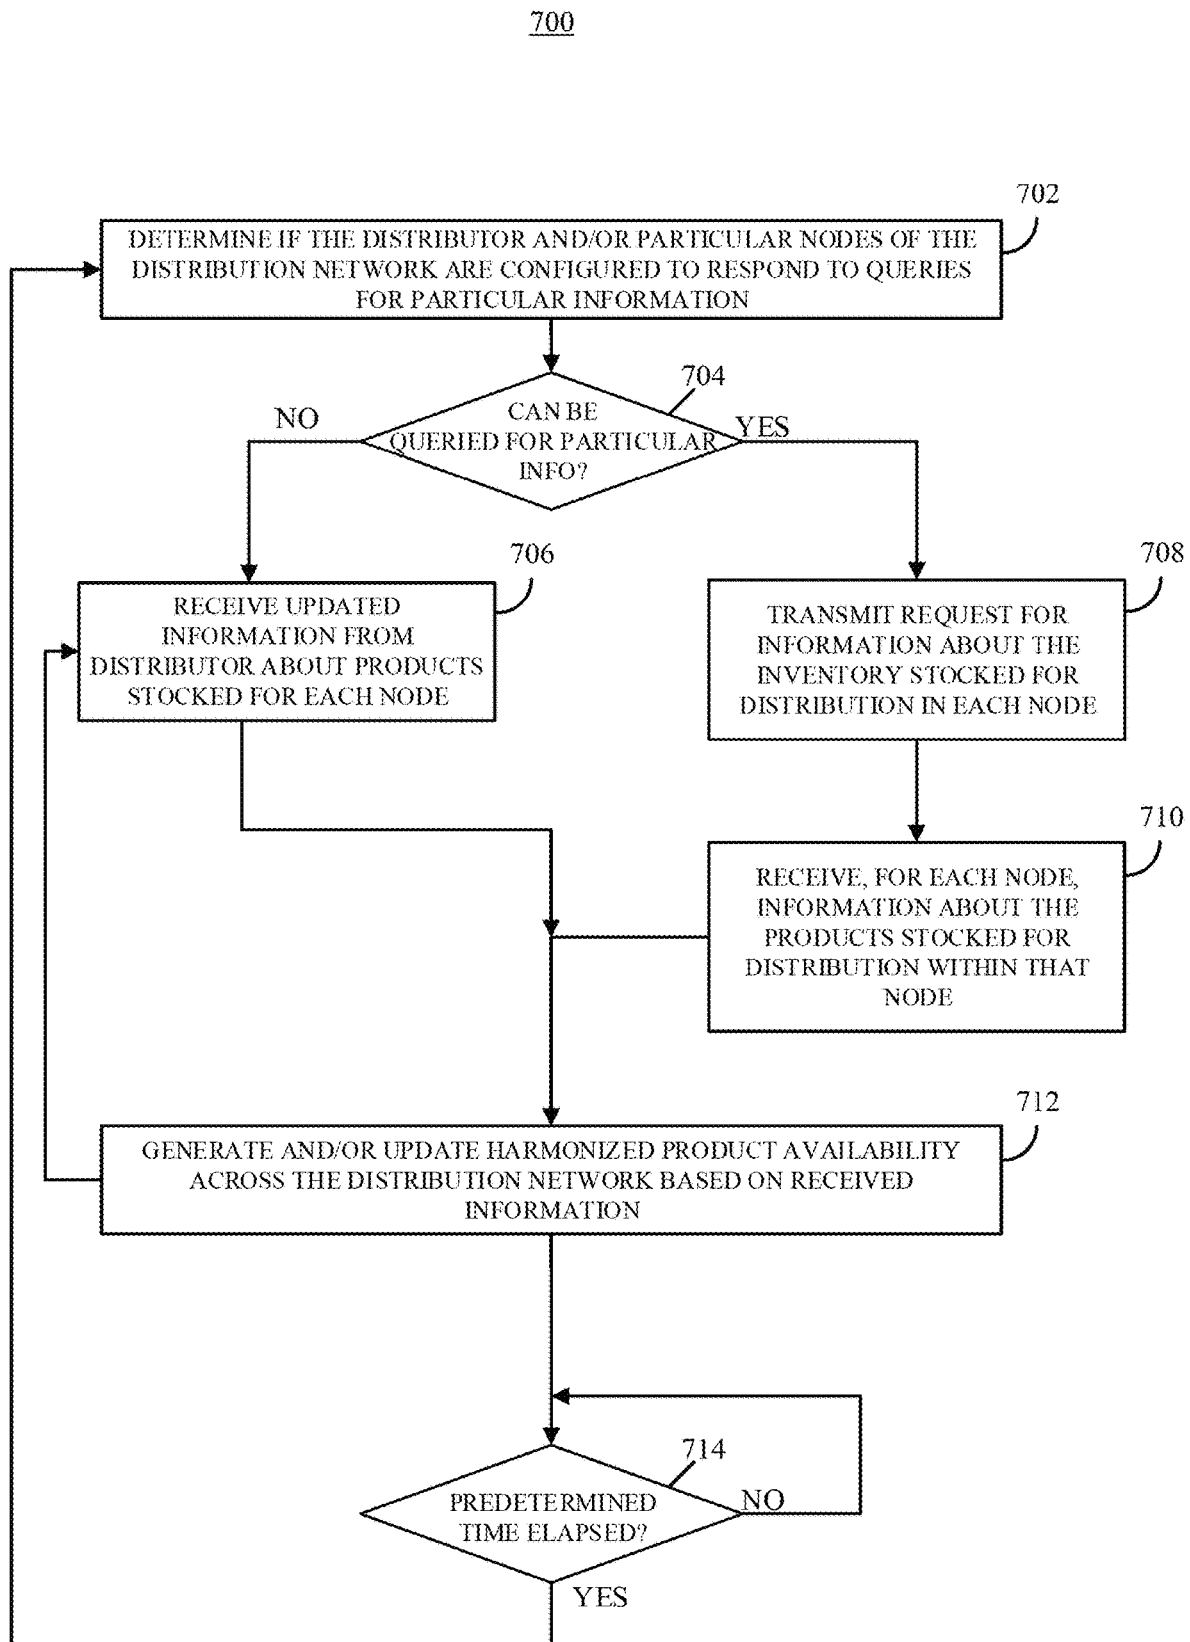 700
702
DETERMINE IF THE DISTRIBUTOR AND/OR PARTICULAR NODES OF THE
DISTRIBUTION NETWORK ARE CONFIGURED TO RESPOND TO QUERIES
FOR PARTICULAR INFORMATION
704
NO
CAN BE
QUERIED FOR PARTICULAR
INFO?
YES
706
RECEIVE UPDATED
INFORMATION FROM
DISTRIBUTOR ABOUT PRODUCTS
STOCKED FOR EACH NODE
708
TRANSMIT REQUEST FOR
INFORMATION ABOUT THE
INVENTORY STOCKED FOR
DISTRIBUTION IN EACH NODE
710
RECEIVE, FOR EACH NODE,
INFORMATION ABOUT THE
PRODUCTS STOCKED FOR
DISTRIBUTION WITHIN THAT
NODE
712
GENERATE AND/OR UPDATE HARMONIZED PRODUCT AVAILABILITY
ACROSS THE DISTRIBUTION NETWORK BASED ON RECEIVED
INFORMATION
714
PREDETERMINED
TIME ELAPSED?
NO
YES